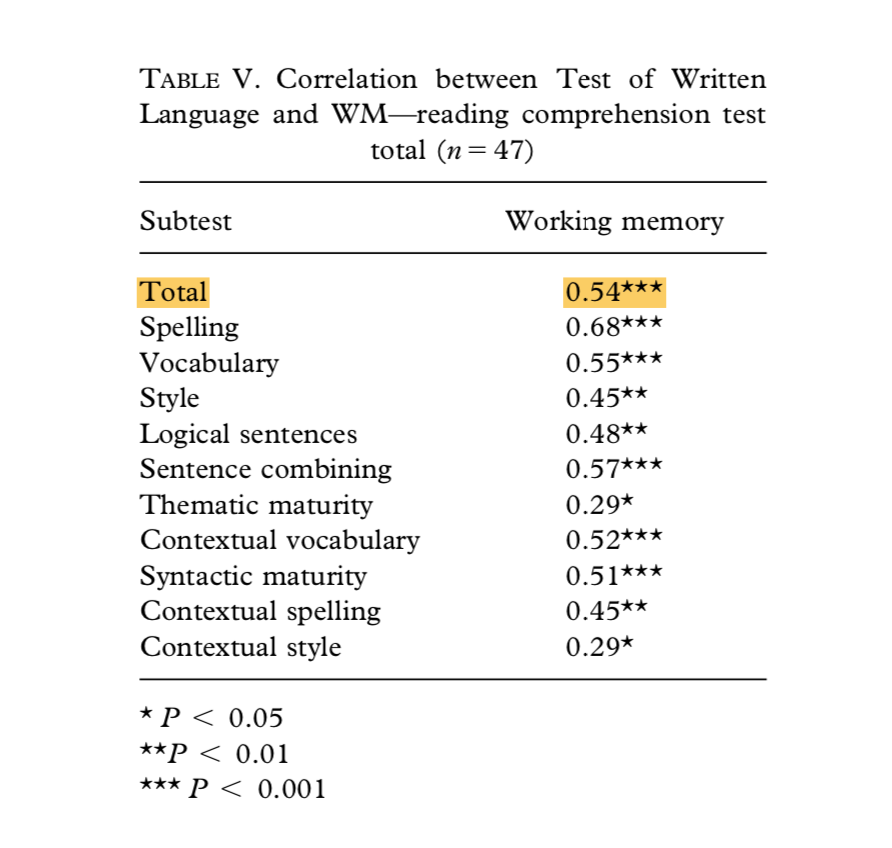 TABLE V. Correlation between Test of Written
Language and WM—reading comprehension test
total (n = 47)
Subtest Working memory
Total 0.54★★★
Spelling 0.68★★★
Vocabulary 0.55★★★
Style 0.45★★
Logical sentences 0.48★★
Sentence combining 0.57★★★
Thematic maturity 0.29★
Contextual vocabulary 0.52★★★
Syntactic maturity 0.51★★★
Contextual spelling 0.45★★
Contextual style 0.29★
★ P < 0.05
★★P < 0.01
★★★ P < 0.001